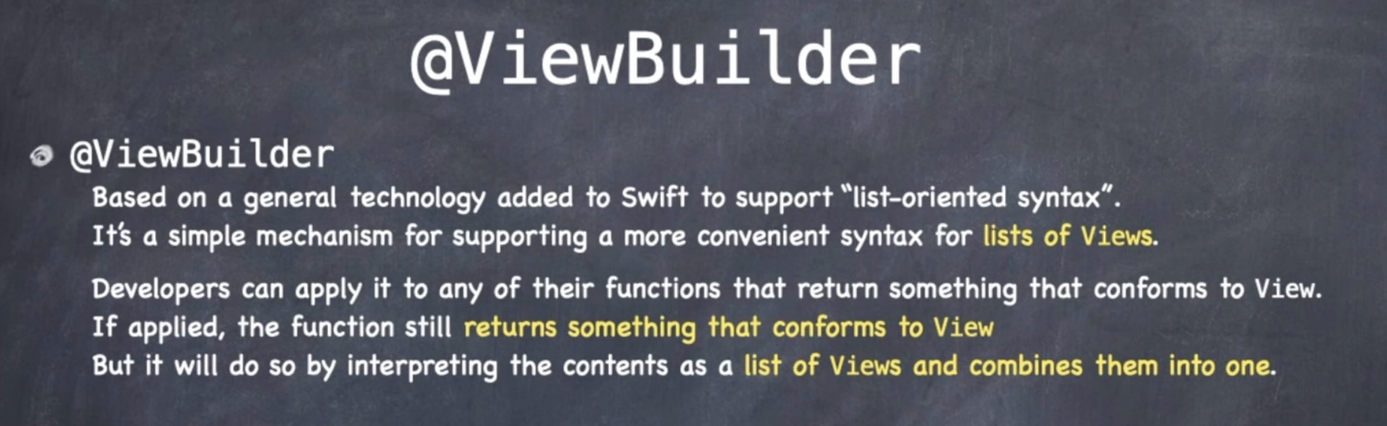 @ViewBuilder
@ViewBuilder
Based on a general technology added to Swift to support “list-oriented syntax”.
It’s a simple mechanism for supporting a more convenient syntax for lists of Views.
Developers can apply it to any of their functions that return something that conforms to View.
If applied, the function still returns something that conforms to View
But it will do so by interpreting the contents as a list of Views and combines them into one.